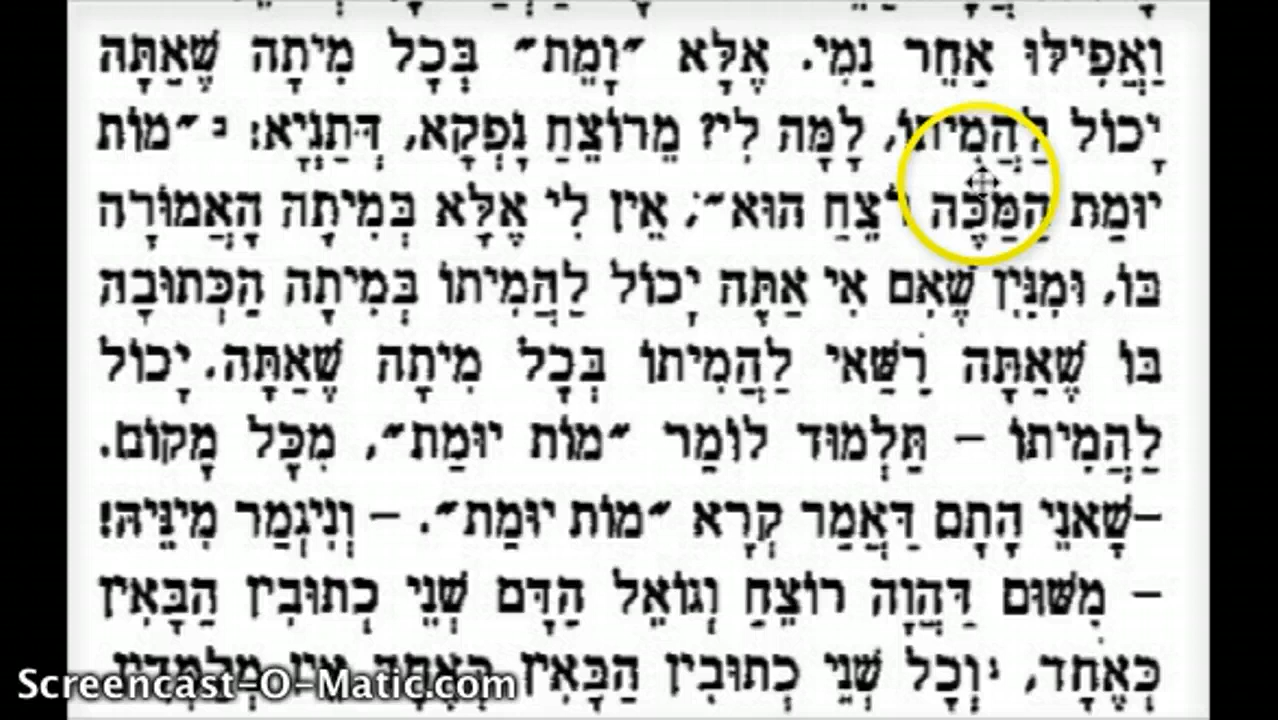 וַאֲפִילּוּ אַחֵר נַמִי. אֶלָּא ״וָמֵת״ בְּכָל מִיתָה שֶׁאַתָּה
יָכוֹל לַהֲמִיתוֹ, לָמָּה לִי? מֵרוֹצֵחַ נָפְקָא, דְּתַנְיָא: ״מוֹת
יוּמַת הַמַּכֶּה רֹצֵחַ הוּא״; אֵין לִי אֶלָּא בְּמִיתָה הָאֲמוּרָה
בּוֹ, וּמִנַּיִן שֶׁאִם אִי אַתָּה יָכוֹל לַהֲמִיתוֹ בְּמִיתָה הַכְּתוּבָה
בּוֹ שֶׁאַתָּה רַשַּׁאי לַהֲמִיתוֹ בְּכָל מִיתָה שֶׁאַתָּה יָכוֹל
לַהֲמִיתוֹ – תַּלְמוּד לוֹמַר ״מוֹת יוּמַת״, מִכָּל מָקוֹם.
–שָׁאנֵי הָתָם דַּאֲמַר קְרָא ״מוֹת יוּמַת״. – וְנִיגְמַר מִינֵּיהּ!
– מִשּׁוּם דַּהֲוָה רוֹצֵחַ וְגוֹאֵל הַדָּם שְׁנֵי כְתוּבִין הַבָּאִין
כְּאֶחָד, וְכָל שְׁנֵי כְתוּבִין הַבָּאִין כְּאֶחָד אֵין מְלַמְּדִין.
Screencast-O-Matic.com